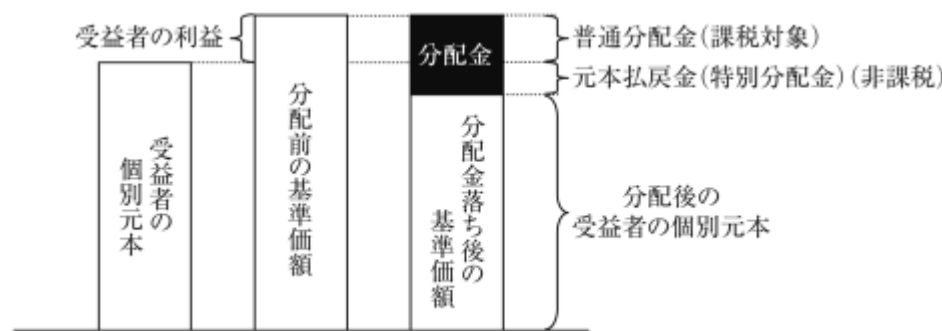 受益者の利益
受益者の
個別元本
分配前の基準価額
分配金
分配金落ち後の
基準価額
普通分配金(課税対象)
元本払戻金(特別分配金)(非課税)
分配後の
受益者の個別元本